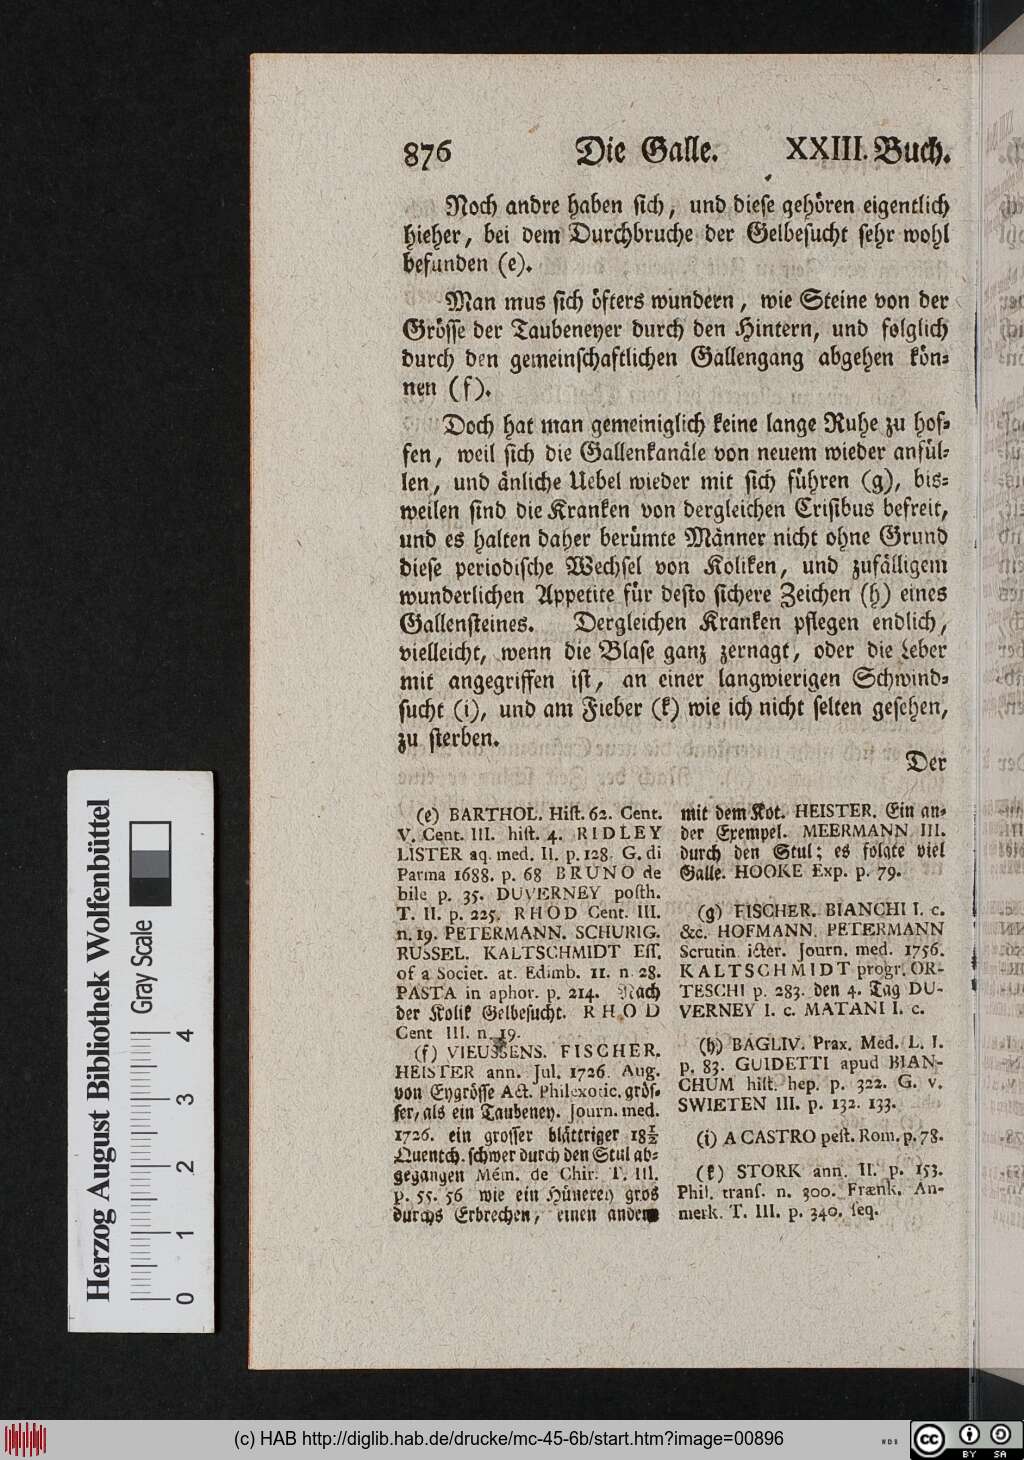 876 Die Galle. XXIII. Buch.
Noch andre haben sich, und diese gehören eigentlich
hieher, bei dem Durchbruche der Gelbesucht sehr wohl
befunden (e).
Man mus sich öfters wundern, wie Steine von der
Grösse der Taubeneyer durch den Hintern, und folglich
durch den gemeinschaftlichen Gallengang abgehen kön=
nen (f).
Doch hat man gemeiniglich keine lange Ruhe zu hof=
fen, weil sich die Gallenkanäle von neuem wieder anfül=
len, und änliche Uebel wieder mit sich führen (g), bis=
weilen sind die Kranken von dergleichen Crisibus befreit,
und es halten daher berümte Männer nicht ohne Grund
diese periodische Wechsel von Koliken, und zufälligem
wunderlichen Appetite für desto sichere Zeichen (h) eines
Gallensteines. Dergleichen Kranken pflegen endlich,
vielleicht, wenn die Blase ganz zernagt, oder die Leber
mit angegriffen ist, an einer langwierigen Schwind=
sucht (i), und am Fieber (k) wie ich nicht selten gesehen,
zu sterben.
Der
(e) BARTHOL. Hist. 62. Cent.
V. Cent. III. hist. 4. RIDLEY
LISTER aq. med. II. p. 128. G. di
Parma 1688. p. 68 BRUNO de
bile p. 35. DUVERNEY posth.
T. II. p. 225. RHOD Cent. III.
n. 19. PETERMANN. SCHURIG.
RUSSEL. KALTSCHMIDT Ess.
of a Societ. at. Edimb. 11. n. 28.
PASTA in aphor. p. 214. Nach
der Kolik Gelbesucht. RHOD
Cent III. n. 19.
(f) VIEUSSENS. FISCHER.
HEISTER ann. Jul. 1726. Aug.
von Eygrösse Act. Philexotic. grös=
ser, als ein Taubeney. Journ. med.
1726. ein grosser blättriger 18½
Quentch. schwer durch den Stul ab=
gegangen Mém. de Chir. T. III.
p. 55. 56 wie ein Hünerey gros
durchs Erbrechen, einen andern
mit dem Kot. HEISTER. Ein an=
der Exempel. MEERMANN III.
durch den Stul; es folgte viel
Galle. HOOKE Exp. p. 79.
(g) FISCHER. BIANCHI I. c.
&c. HOFMANN. PETERMANN
Scrutin icter. Journ. med. 1756.
KALTSCHMIDT progr. OR-
TESCHI p. 283. den 4. Tag DU-
VERNEY I. c. MATANI I. c.
(h) BAGLIV. Prax. Med. L. I.
p. 83. GUIDETTI apud BIAN-
CHUM hist. hep. p. 322. G. v.
SWIETEN III. p. 132. 133.
(i) A CASTRO pest. Rom. p. 78.
(k) STORK ann. II. p. 153.
Phil. trans. n. 300. Frænk. An-
merk. T. III. p. 340. seq.
Herzog August Bibliothek Wolfenbüttel
Gray Scale
0 1 2 3 4
(c) HAB http://diglib.hab.de/drucke/mc-45-6b/start.htm?image=00896
WDB
cc BY SA